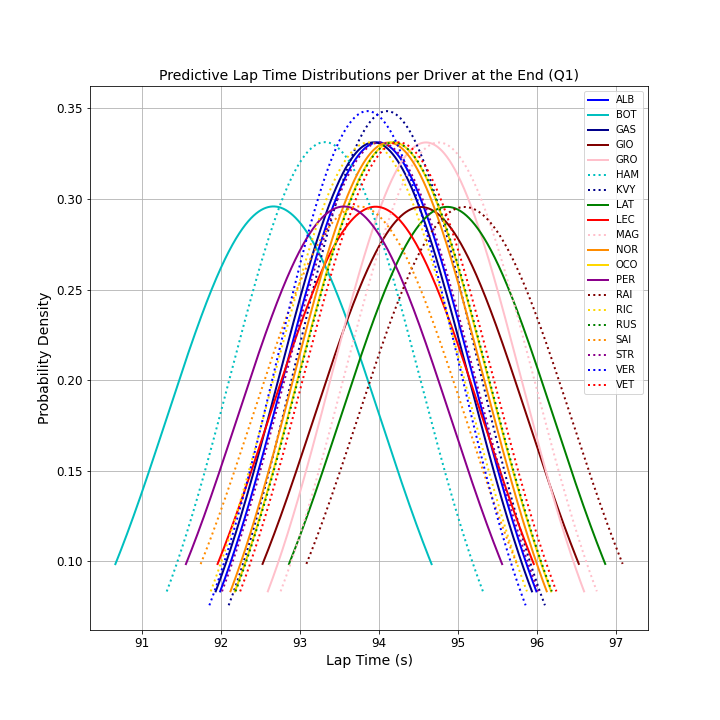 Predictive Lap Time Distributions per Driver at the End (Q1)
ALB
BOT
GAS
GIO
GRO
HAM
KVY
LAT
LEC
MAG
NOR
OCO
PER
RAI
RIC
RUS
SAI
STR
VER
VET
0.35
0.30
0.25
0.20
0.15
0.10
Probability Density
91 92 93 94 95 96 97
Lap Time (s)